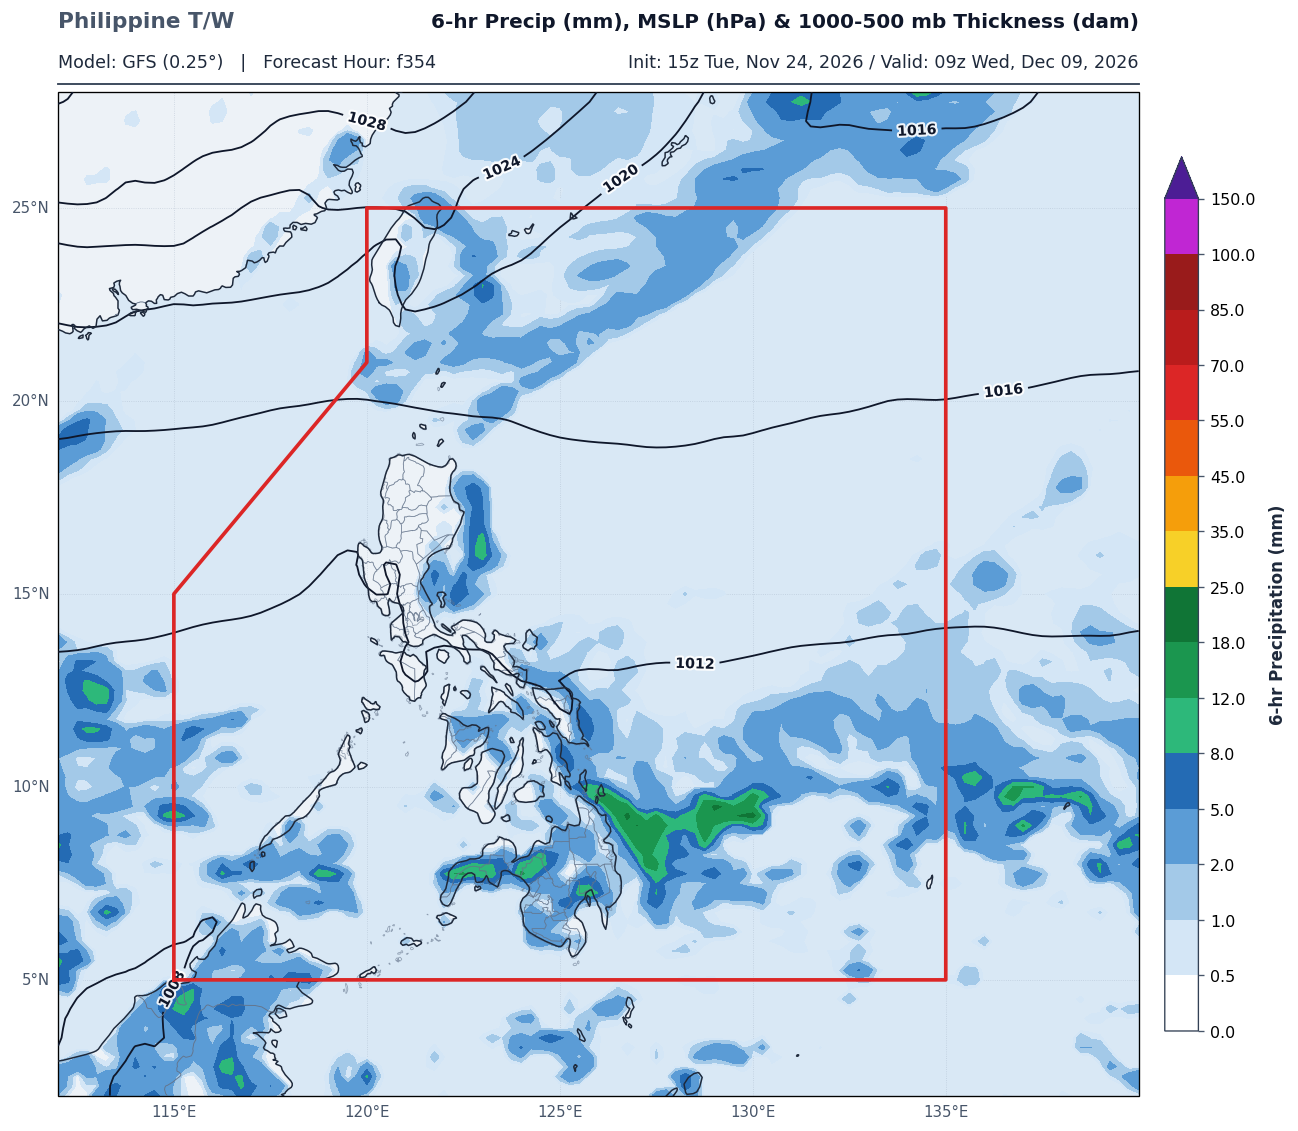 Philippine T/W
6-hr Precip (mm), MSLP (hPa) & 1000-500 mb Thickness (dam)
Model: GFS (0.25°) | Forecast Hour: f354
Init: 15z Tue, Nov 24, 2026 / Valid: 09z Wed, Dec 09, 2026
1028
1016
1024
1020
25°N
20°N
1016
15°N
1012
10°N
5°N
1008
115°E
120°E
125°E
130°E
135°E
150.0
100.0
85.0
70.0
55.0
45.0
35.0
25.0
18.0
12.0
8.0
5.0
2.0
1.0
0.5
0.0
6-hr Precipitation (mm)